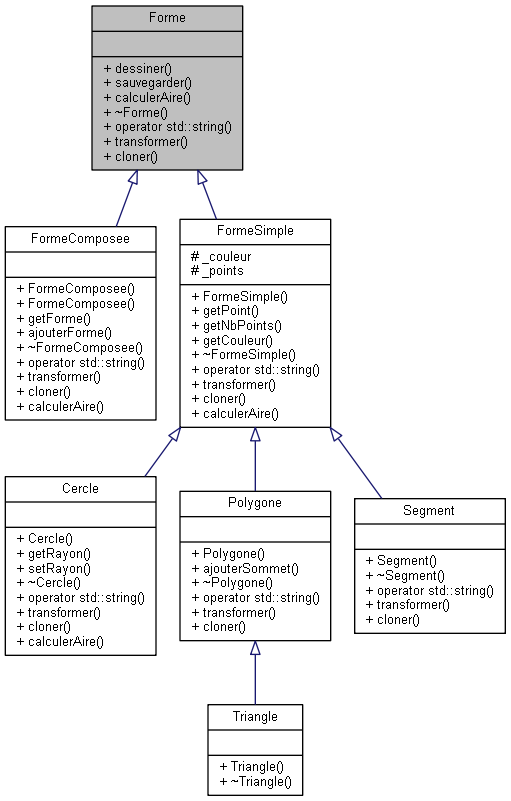 Forme
+ dessiner()
+ sauvegarder()
+ calculerAire()
+ ~Forme()
+ operator std::string()
+ transformer()
+ cloner()
FormeComposee
+ FormeComposee()
+ FormeComposee()
+ getForme()
+ ajouterForme()
+ ~FormeComposee()
+ operator std::string()
+ transformer()
+ cloner()
+ calculerAire()
FormeSimple
# _couleur
# _points
+ FormeSimple()
+ getPoint()
+ getNbPoints()
+ getCouleur()
+ ~FormeSimple()
+ operator std::string()
+ transformer()
+ cloner()
+ calculerAire()
Cercle
+ Cercle()
+ getRayon()
+ setRayon()
+ ~Cercle()
+ operator std::string()
+ transformer()
+ cloner()
+ calculerAire()
Polygone
+ Polygone()
+ ajouterSommet()
+ ~Polygone()
+ operator std::string()
+ transformer()
+ cloner()
Segment
+ Segment()
+ ~Segment()
+ operator std::string()
+ transformer()
+ cloner()
Triangle
+ Triangle()
+ ~Triangle()